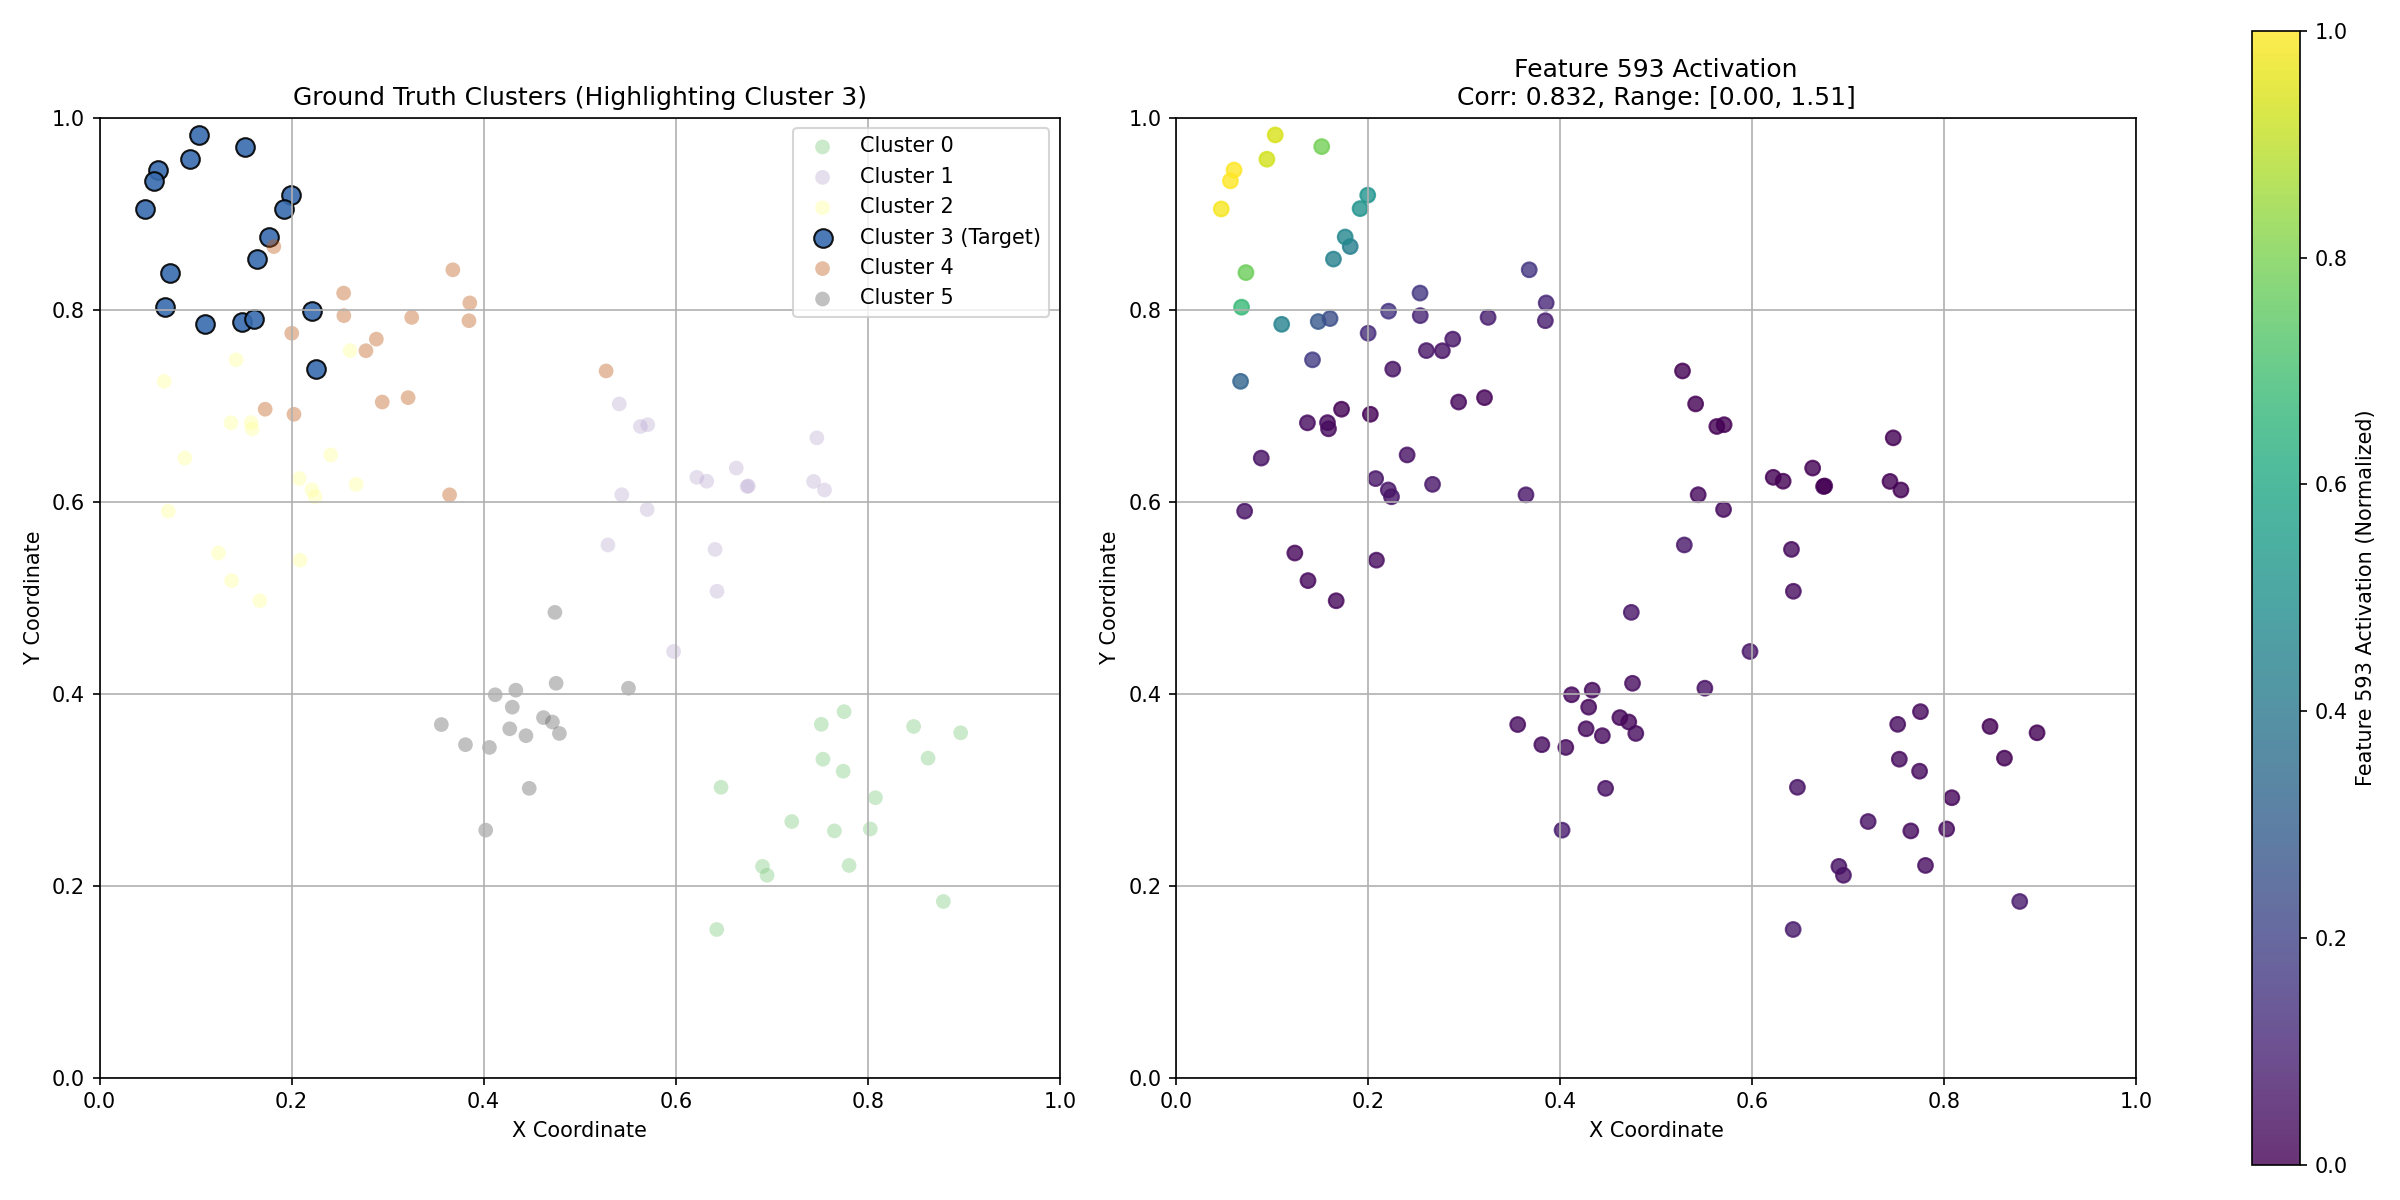 Ground Truth Clusters (Highlighting Cluster 3)
1.0
0.8
0.6
0.4
0.2
0.0
Y Coordinate
0.0 0.2 0.4 0.6 0.8 1.0
X Coordinate
Cluster 0
Cluster 1
Cluster 2
Cluster 3 (Target)
Cluster 4
Cluster 5
Feature 593 Activation
Corr: 0.832, Range: [0.00, 1.51]
1.0
0.8
0.6
0.4
0.2
0.0
Y Coordinate
0.0 0.2 0.4 0.6 0.8 1.0
X Coordinate
1.0
0.8
0.6
0.4
0.2
0.0
Feature 593 Activation (Normalized)